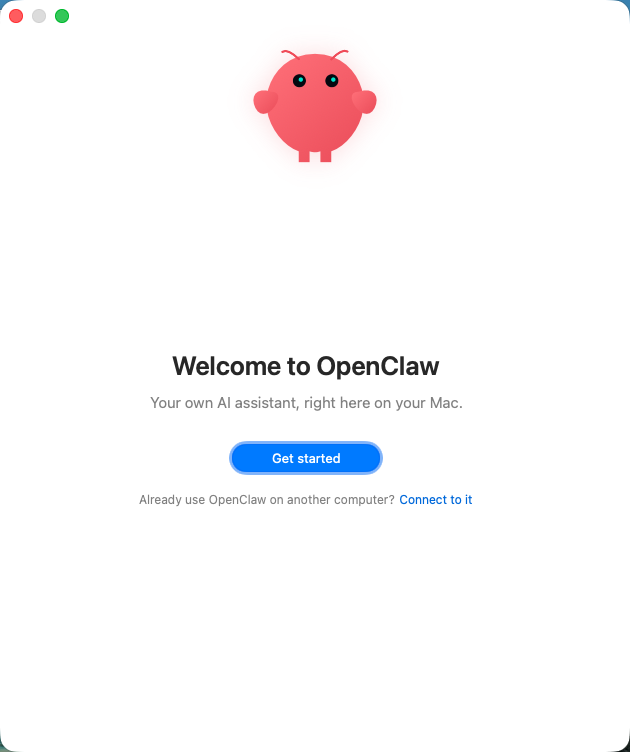 Welcome to OpenClaw
Your own AI assistant, right here on your Mac.
Get started
Already use OpenClaw on another computer? Connect to it